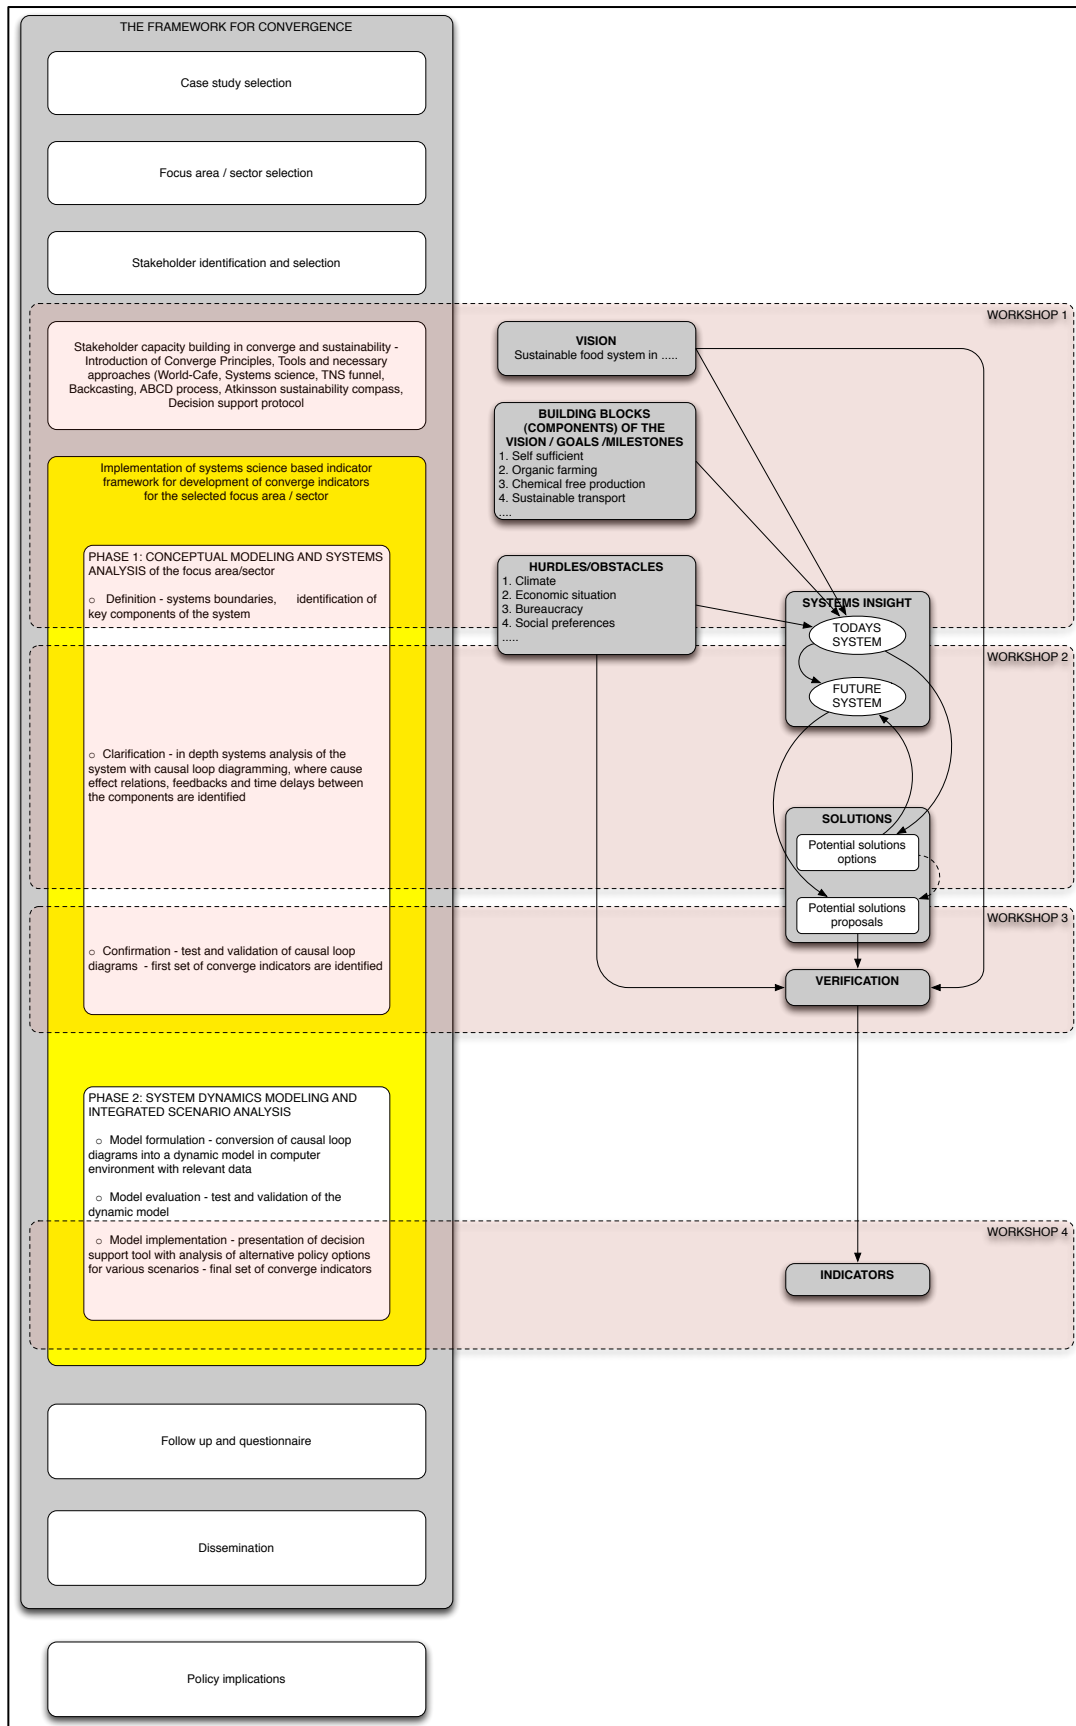 THE FRAMEWORK FOR CONVERGENCE
Case study selection
Focus area / sector selection
Stakeholder identification and selection
WORKSHOP 1
Stakeholder capacity building in converge and sustainability -
Introduction of Converge Principles, Tools and necessary
approaches (World-Cafe, Systems science, TNS funnel,
Backcasting, ABCD process, Atkinsson sustainability compass,
Decision support protocol
VISION
Sustainable food system in .....
BUILDING BLOCKS
(COMPONENTS) OF THE
VISION / GOALS /MILESTONES
1. Self sufficient
2. Organic farming
3. Chemical free production
4. Sustainable transport
....
Implementation of systems science based indicator
framework for development of converge indicators
for the selected focus area / sector
PHASE 1: CONCEPTUAL MODELING AND SYSTEMS
ANALYSIS of the focus area/sector
○ Definition - systems boundaries, identification of
key components of the system
HURDLES/OBSTACLES
1. Climate
2. Economic situation
3. Bureaucracy
4. Social preferences
.....
SYSTEMS INSIGHT
TODAYS
SYSTEM
WORKSHOP 2
FUTURE
SYSTEM
○ Clarification - in depth systems analysis of the
system with causal loop diagramming, where cause
effect relations, feedbacks and time delays between
the components are identified
SOLUTIONS
Potential solutions
options
Potential solutions
proposals
WORKSHOP 3
○ Confirmation - test and validation of causal loop
diagrams - first set of converge indicators are identified
VERIFICATION
PHASE 2: SYSTEM DYNAMICS MODELING AND
INTEGRATED SCENARIO ANALYSIS
○ Model formulation - conversion of causal loop
diagrams into a dynamic model in computer
environment with relevant data
○ Model evaluation - test and validation of the
dynamic model
WORKSHOP 4
○ Model implementation - presentation of decision
support tool with analysis of alternative policy options
for various scenarios - final set of converge indicators
INDICATORS
Follow up and questionnaire
Dissemination
Policy implications